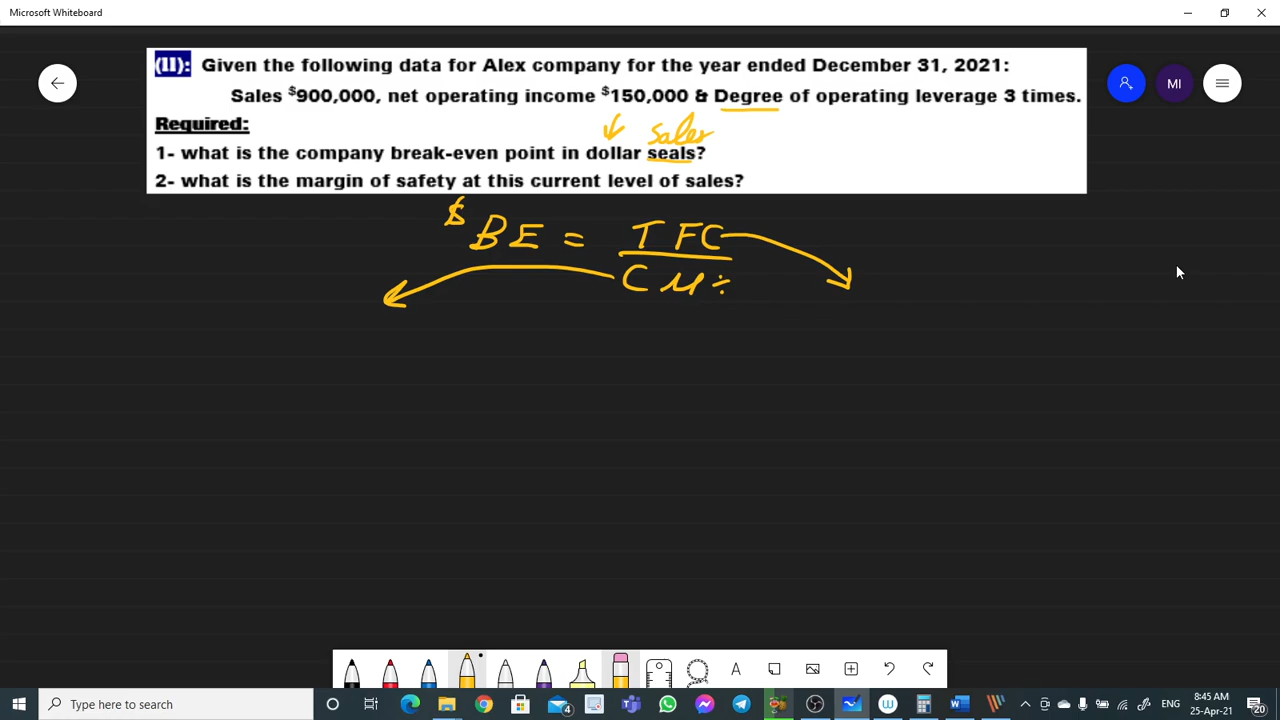 Microsoft Whiteboard
(II): Given the following data for Alex company for the year ended December 31, 2021:
Sales $900,000, net operating income $150,000 & Degree of operating leverage 3 times.
Required:
sales
1- what is the company break-even point in dollar seals?
2- what is the margin of safety at this current level of sales?
MI
$ BE = TFC
CM ÷
A
Type here to search
4
W
ENG
8:45 AM
25-Apr-21
20